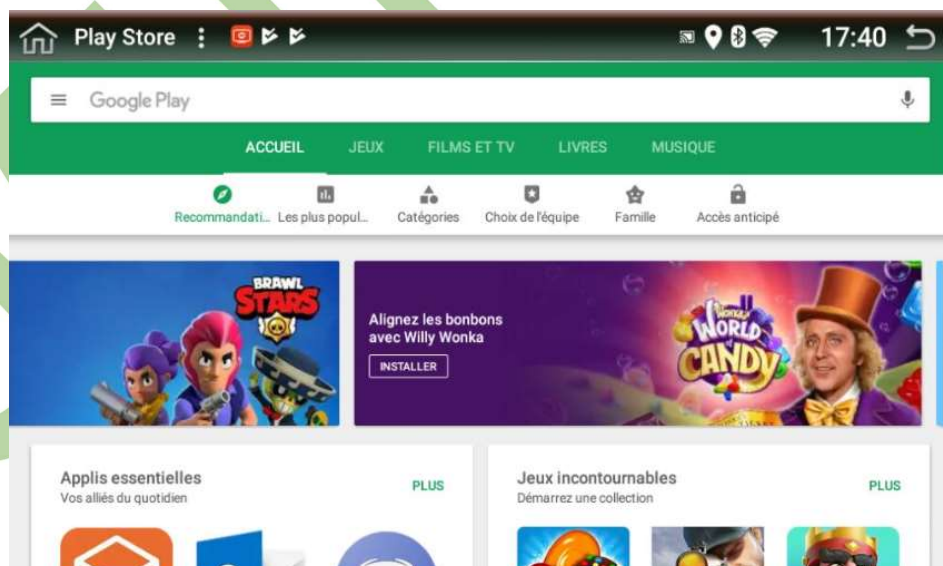 Play Store
17:40
Google Play
ACCUEIL JEUX FILMS ET TV LIVRES MUSIQUE
Recommandati... Les plus popul... Catégories Choix de l'équipe Famille Accès anticipé
BRAWL
STARS
Alignez les bonbons
avec Willy Wonka
INSTALLER
Wonka's
WORLD
of
CANDY
Applis essentielles
PLUS
Vos alliés du quotidien
Jeux incontournables
PLUS
Démarrez une collection